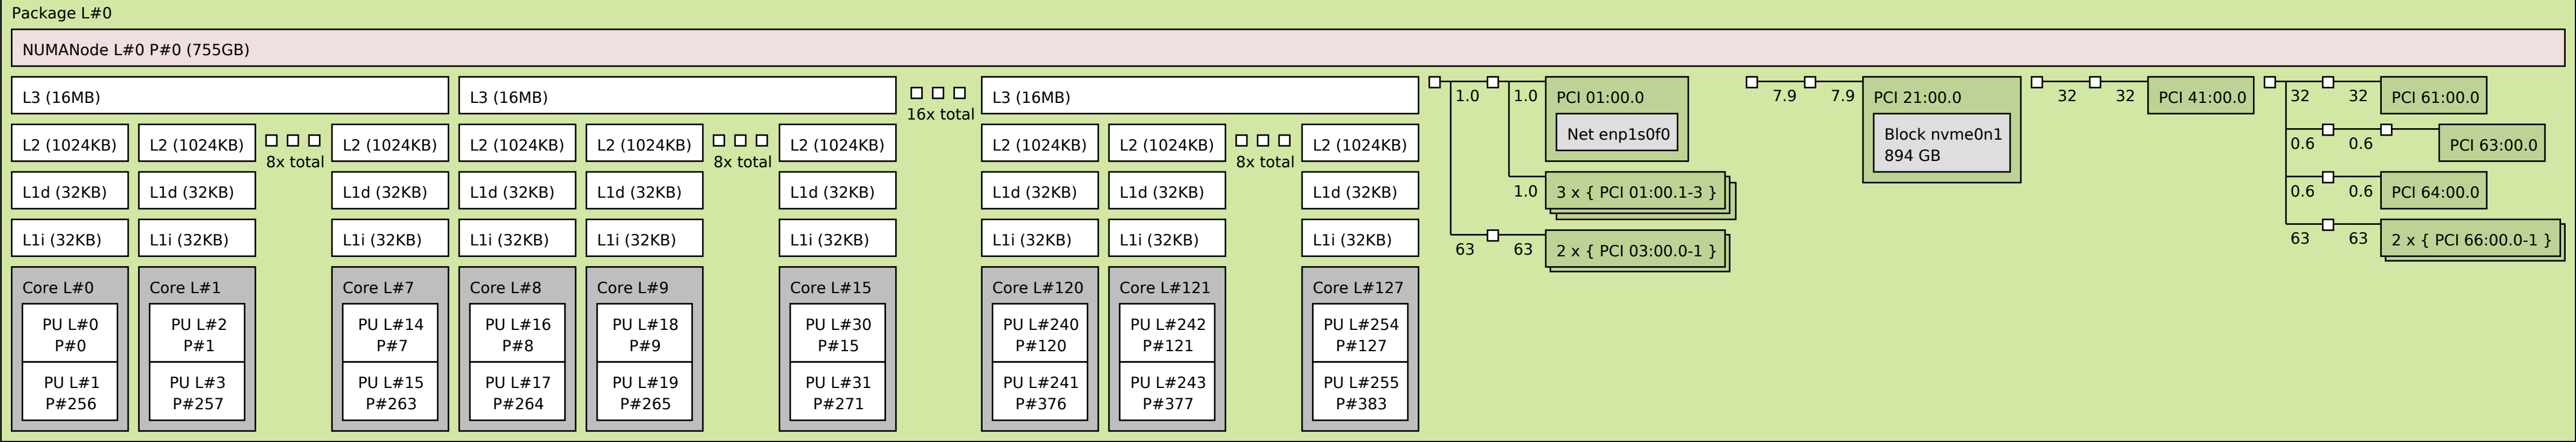 Package L#0
NUMANode L#0 P#0 (755GB)
L3 (16MB)
L3 (16MB)
16x total
L3 (16MB)
L2 (1024KB)
L2 (1024KB)
8x total
L2 (1024KB)
L2 (1024KB)
L2 (1024KB)
8x total
L2 (1024KB)
L2 (1024KB)
L2 (1024KB)
8x total
L2 (1024KB)
L1d (32KB)
L1d (32KB)
L1d (32KB)
L1d (32KB)
L1d (32KB)
L1d (32KB)
L1d (32KB)
L1d (32KB)
L1d (32KB)
L1i (32KB)
L1i (32KB)
L1i (32KB)
L1i (32KB)
L1i (32KB)
L1i (32KB)
L1i (32KB)
L1i (32KB)
L1i (32KB)
Core L#0
PU L#0
P#0
PU L#1
P#256
Core L#1
PU L#2
P#1
PU L#3
P#257
Core L#7
PU L#14
P#7
PU L#15
P#263
Core L#8
PU L#16
P#8
PU L#17
P#264
Core L#9
PU L#18
P#9
PU L#19
P#265
Core L#15
PU L#30
P#15
PU L#31
P#271
Core L#120
PU L#240
P#120
PU L#241
P#376
Core L#121
PU L#242
P#121
PU L#243
P#377
Core L#127
PU L#254
P#127
PU L#255
P#383
1.0
1.0
PCI 01:00.0
Net enp1s0f0
1.0
3 x { PCI 01:00.1-3 }
63
63
2 x { PCI 03:00.0-1 }
7.9
7.9
PCI 21:00.0
Block nvme0n1
894 GB
32
32
PCI 41:00.0
32
32
PCI 61:00.0
0.6
0.6
PCI 63:00.0
0.6
0.6
PCI 64:00.0
63
63
2 x { PCI 66:00.0-1 }